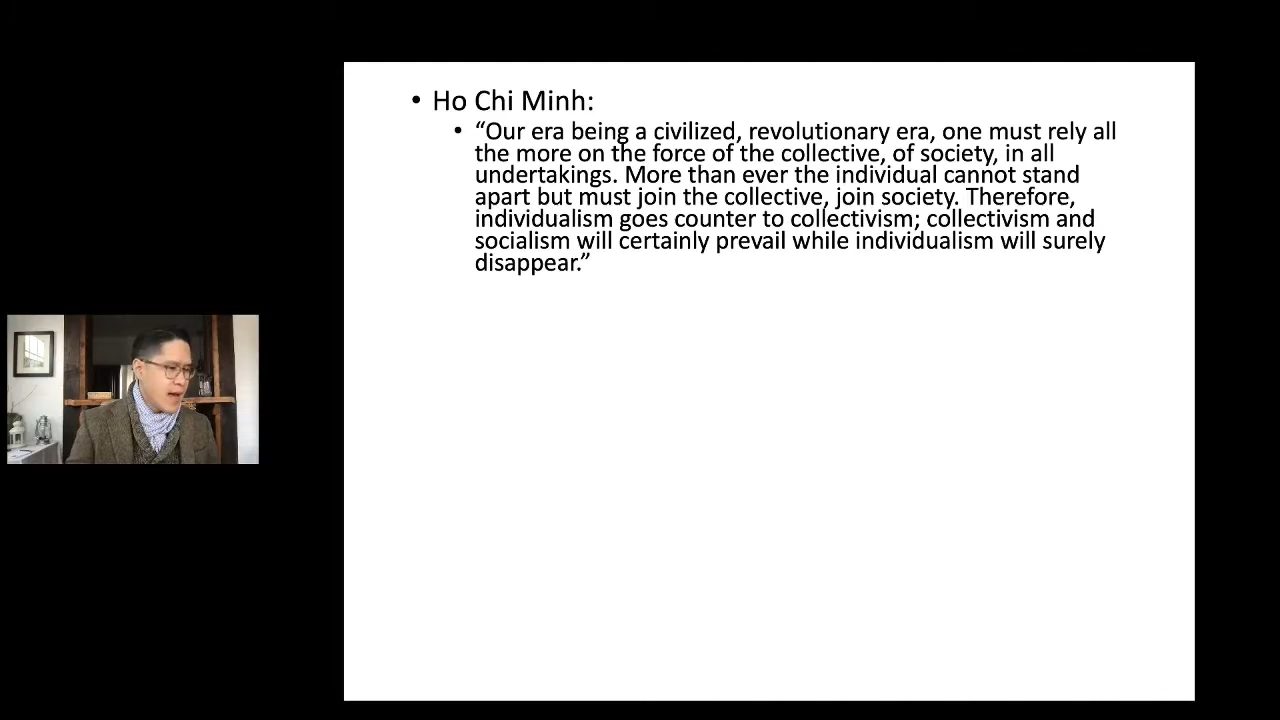 • Ho Chi Minh:
• “Our era being a civilized, revolutionary era, one must rely all
the more on the force of the collective, of society, in all
undertakings. More than ever the individual cannot stand
apart but must join the collective, join society. Therefore,
individualism goes counter to collectivism; collectivism and
socialism will certainly prevail while individualism will surely
disappear.”